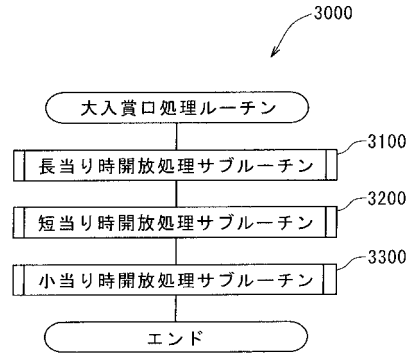 3000
大入賞口処理ルーチン
3100
長当り時開放処理サブルーチン
3200
短当り時開放処理サブルーチン
3300
小当り時開放処理サブルーチン
エンド